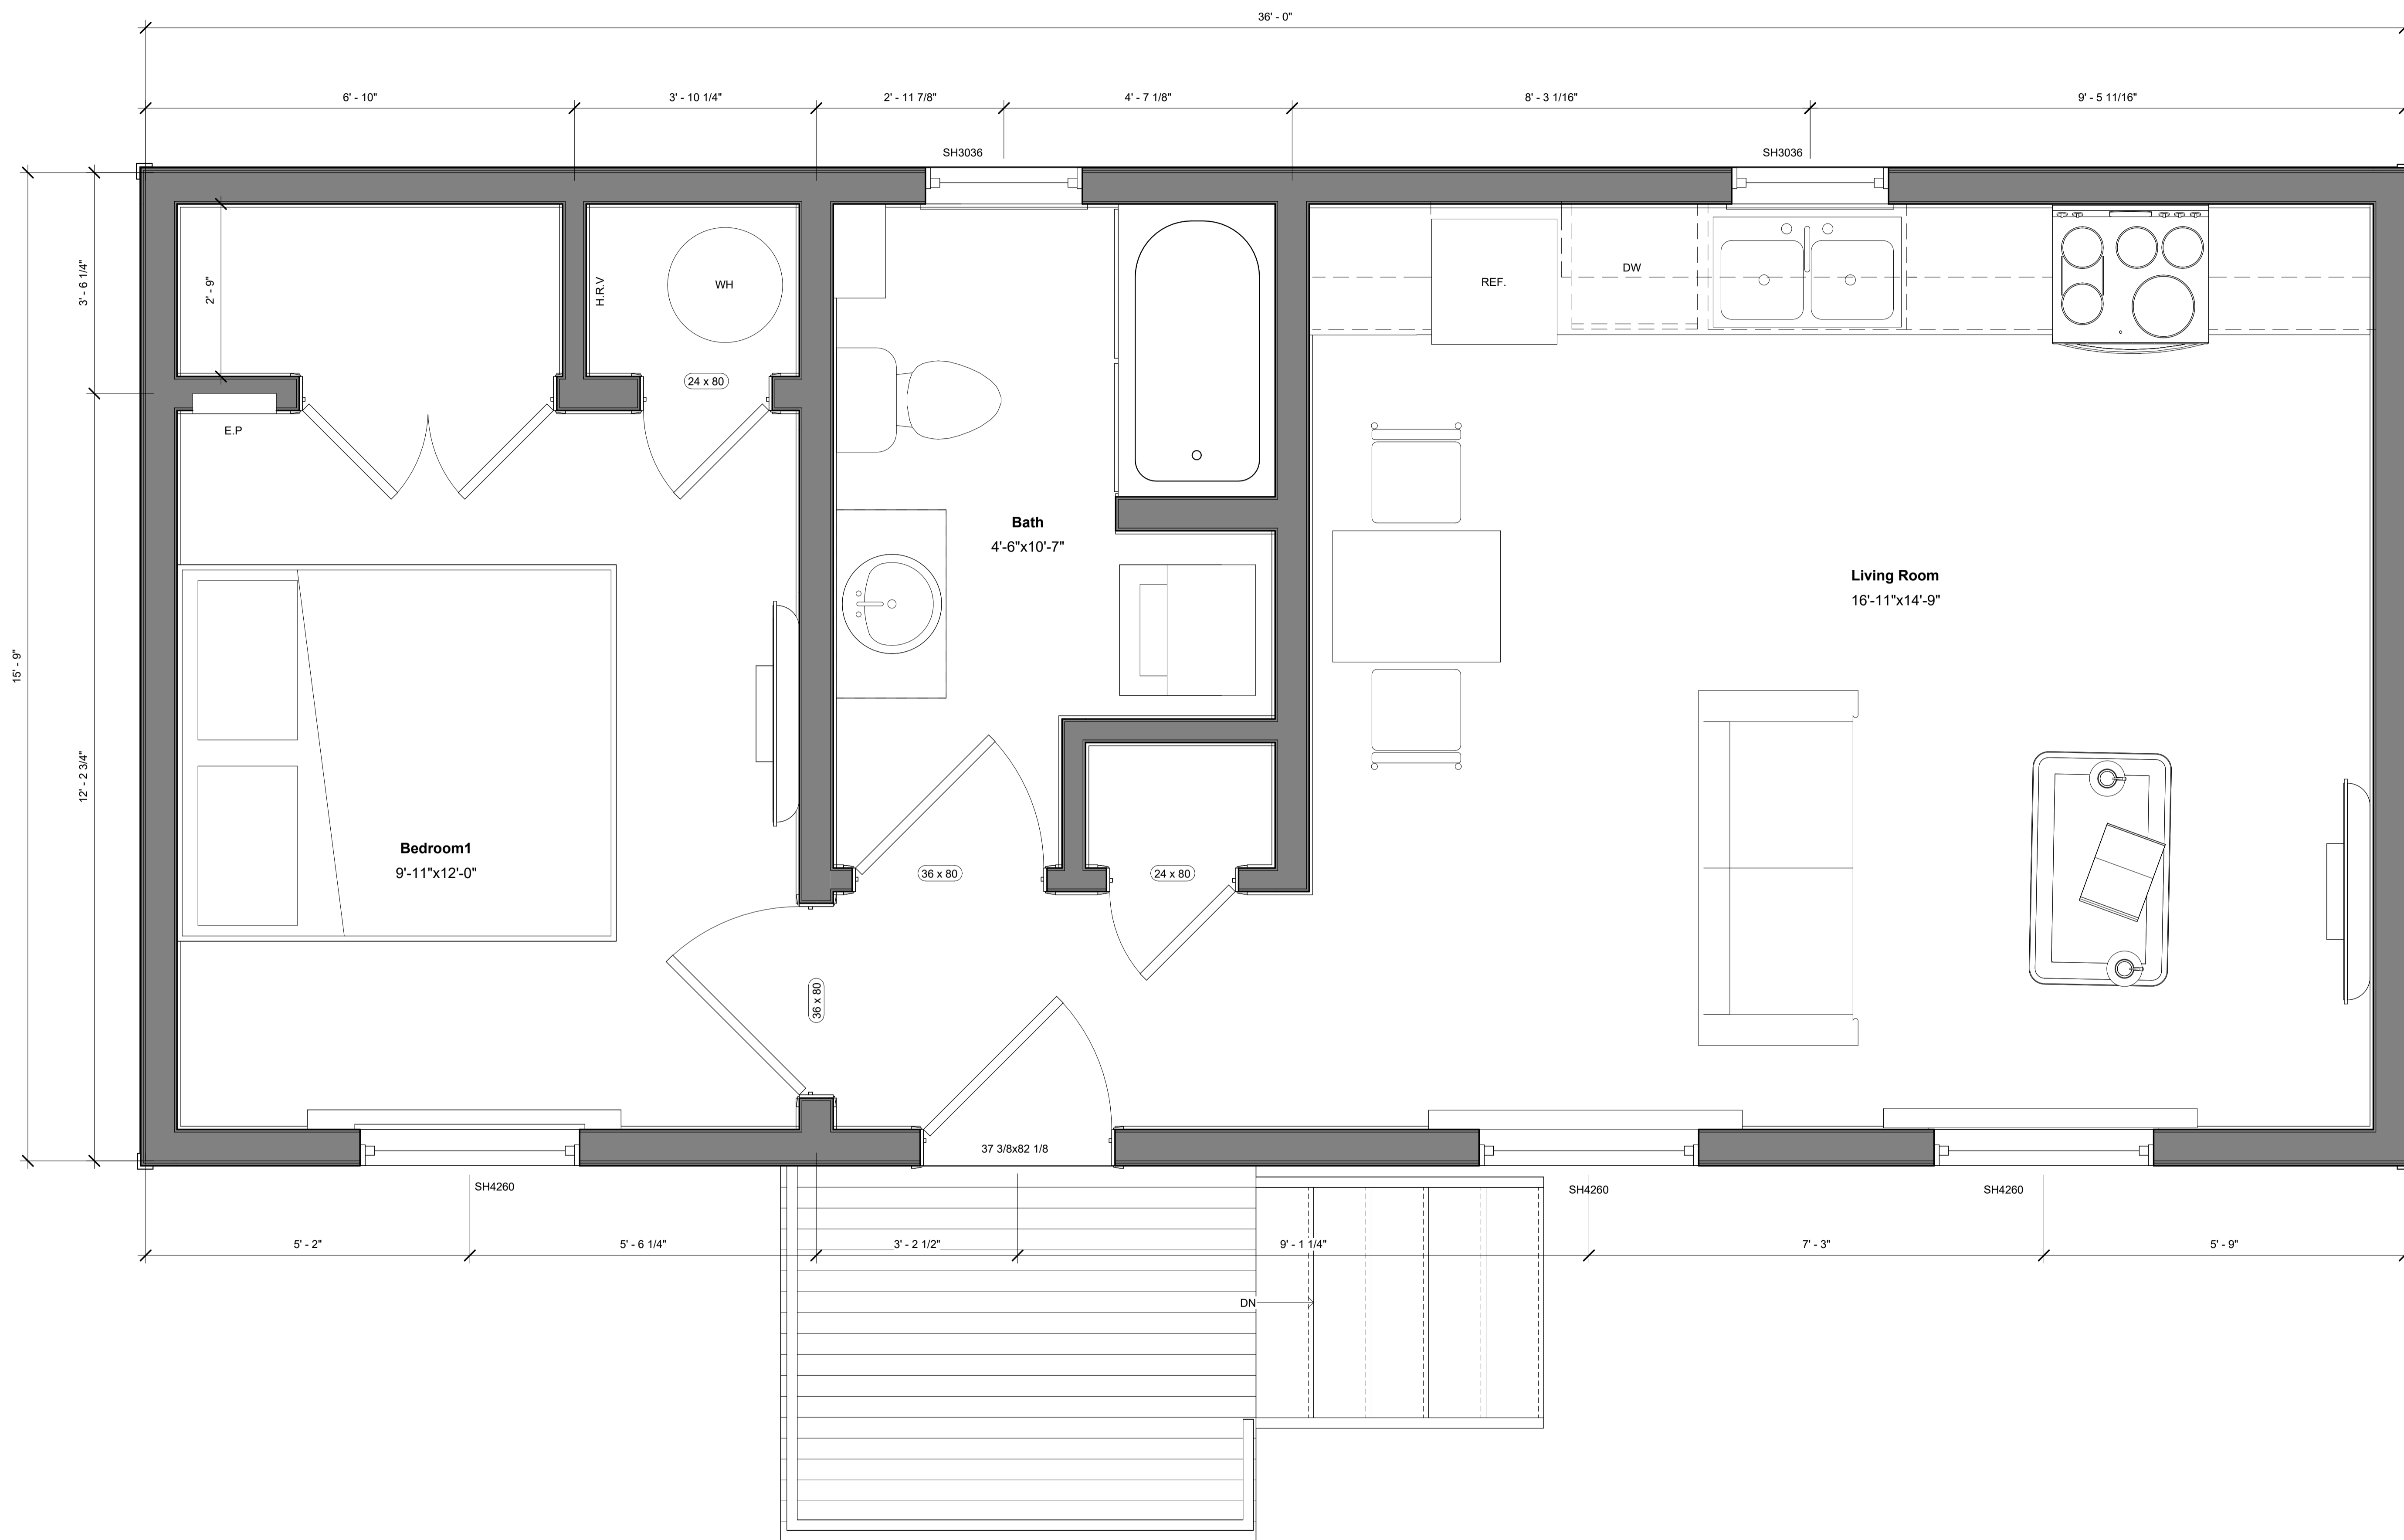 36' - 0"
6' - 10"
3' - 10 1/4"
2' - 11 7/8"
4' - 7 1/8"
8' - 3 1/16"
9' - 5 11/16"
SH3036
SH3036
15' - 9"
3' - 6 1/4"
12' - 2 3/4"
2' - 9"
H.R.V
WH
24 x 80
E.P
REF.
DW
Bath
4'-6"x10'-7"
Living Room
16'-11"x14'-9"
Bedroom1
9'-11"x12'-0"
36 x 80
24 x 80
36 x 80
37 3/8x82 1/8
SH4260
SH4260
SH4260
5' - 2"
5' - 6 1/4"
3' - 2 1/2"
9' - 1 1/4"
7' - 3"
5' - 9"
DN